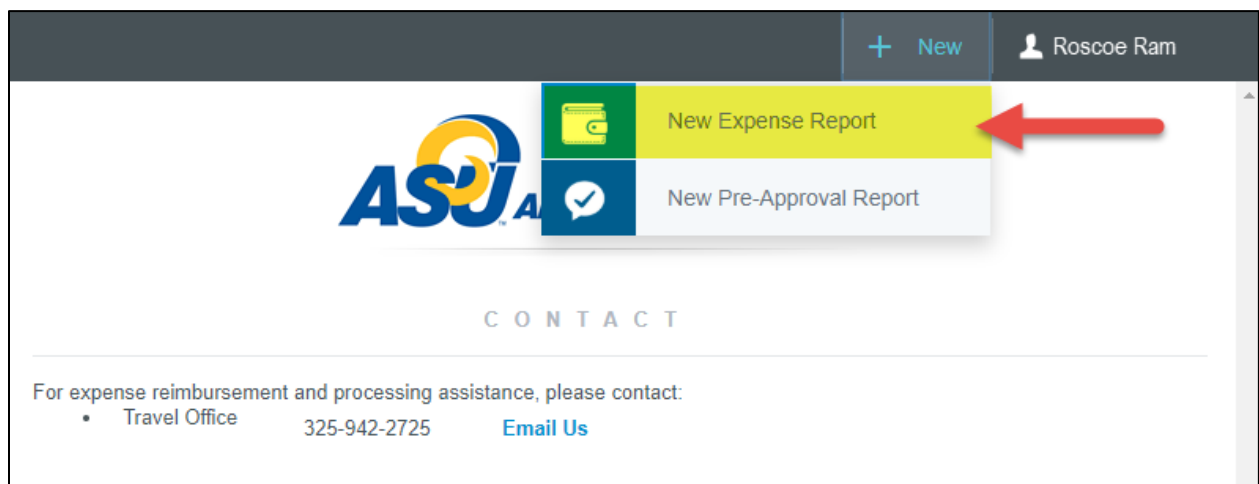 + New Roscoe Ram
New Expense Report
New Pre-Approval Report
ASU
CONTACT
For expense reimbursement and processing assistance, please contact:
• Travel Office 325-942-2725 Email Us